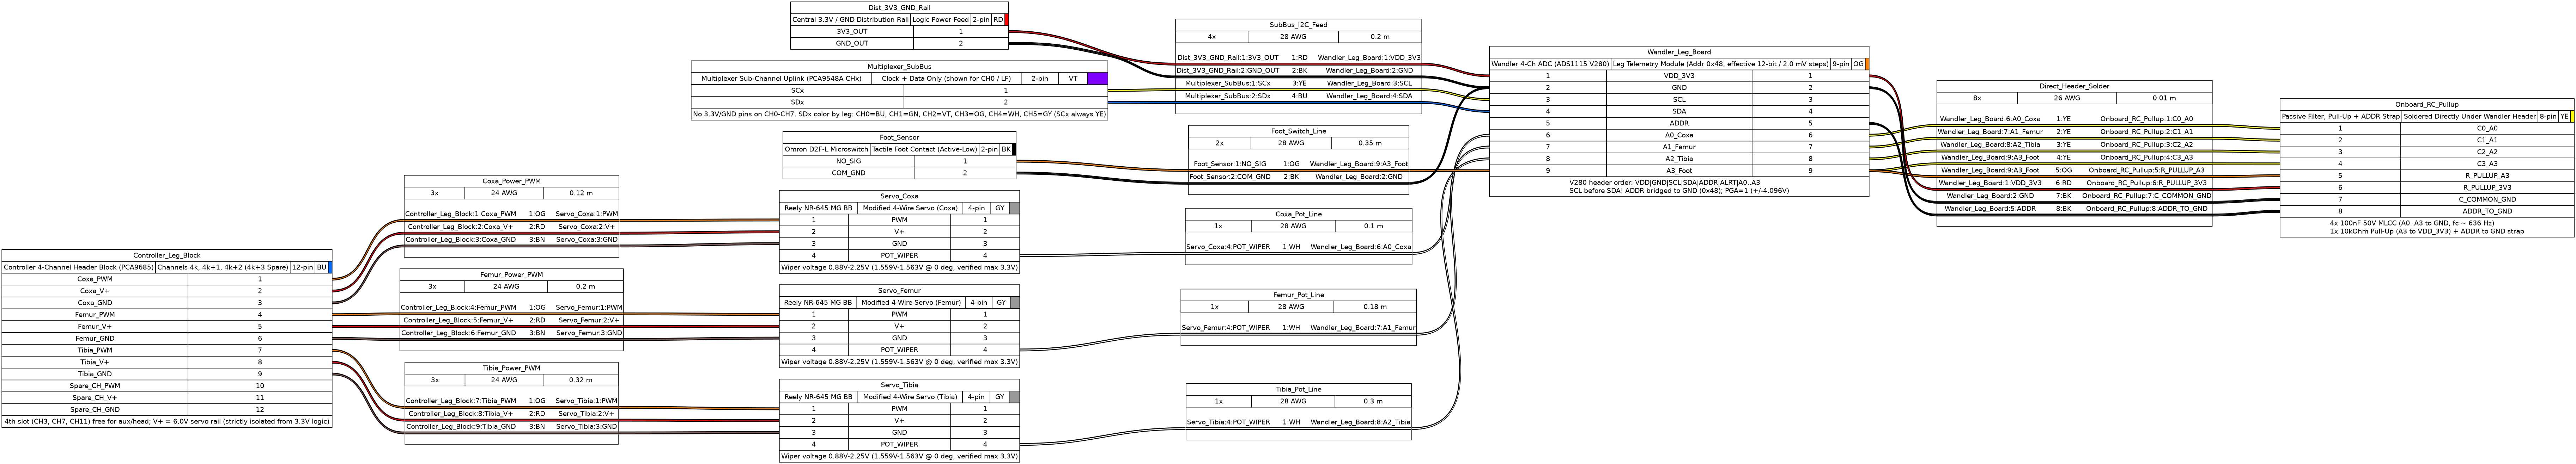 Dist_3V3_GND_Rail
Central 3.3V / GND Distribution Rail Logic Power Feed 2-pin RD
3V3_OUT 1
GND_OUT 2
Multiplexer_SubBus
Multiplexer Sub-Channel Uplink (PCA9548A CHx) Clock + Data Only (shown for CH0 / LF) 2-pin VT
SCx 1
SDx 2
No 3.3V/GND pins on CH0-CH7. SDx color by leg: CH0=BU, CH1=GN, CH2=VT, CH3=OG, CH4=WH, CH5=GY (SCx always YE)
Foot_Sensor
Omron D2F-L Microswitch Tactile Foot Contact (Active-Low) 2-pin BK
NO_SIG 1
COM_GND 2
Controller_Leg_Block
Controller 4-Channel Header Block (PCA9685) Channels 4k, 4k+1, 4k+2 (4k+3 Spare) 12-pin BU
Coxa_PWM 1
Coxa_V+ 2
Coxa_GND 3
Femur_PWM 4
Femur_V+ 5
Femur_GND 6
Tibia_PWM 7
Tibia_V+ 8
Tibia_GND 9
Spare_CH_PWM 10
Spare_CH_V+ 11
Spare_CH_GND 12
4th slot (CH3, CH7, CH11) free for aux/head; V+ = 6.0V servo rail (strictly isolated from 3.3V logic)
Coxa_Power_PWM
3x 24 AWG 0.12 m
Controller_Leg_Block:1:Coxa_PWM 1:OG Servo_Coxa:1:PWM
Controller_Leg_Block:2:Coxa_V+ 2:RD Servo_Coxa:2:V+
Controller_Leg_Block:3:Coxa_GND 3:BN Servo_Coxa:3:GND
Femur_Power_PWM
3x 24 AWG 0.2 m
Controller_Leg_Block:4:Femur_PWM 1:OG Servo_Femur:1:PWM
Controller_Leg_Block:5:Femur_V+ 2:RD Servo_Femur:2:V+
Controller_Leg_Block:6:Femur_GND 3:BN Servo_Femur:3:GND
Tibia_Power_PWM
3x 24 AWG 0.32 m
Controller_Leg_Block:7:Tibia_PWM 1:OG Servo_Tibia:1:PWM
Controller_Leg_Block:8:Tibia_V+ 2:RD Servo_Tibia:2:V+
Controller_Leg_Block:9:Tibia_GND 3:BN Servo_Tibia:3:GND
Servo_Coxa
Reely NR-645 MG BB Modified 4-Wire Servo (Coxa) 4-pin GY
1 PWM 1
2 V+ 2
3 GND 3
4 POT_WIPER 4
Wiper voltage 0.88V-2.25V (1.559V-1.563V @ 0 deg, verified max 3.3V)
Servo_Femur
Reely NR-645 MG BB Modified 4-Wire Servo (Femur) 4-pin GY
1 PWM 1
2 V+ 2
3 GND 3
4 POT_WIPER 4
Wiper voltage 0.88V-2.25V (1.559V-1.563V @ 0 deg, verified max 3.3V)
Servo_Tibia
Reely NR-645 MG BB Modified 4-Wire Servo (Tibia) 4-pin GY
1 PWM 1
2 V+ 2
3 GND 3
4 POT_WIPER 4
Wiper voltage 0.88V-2.25V (1.559V-1.563V @ 0 deg, verified max 3.3V)
SubBus_I2C_Feed
4x 28 AWG 0.2 m
Dist_3V3_GND_Rail:1:3V3_OUT 1:RD Wandler_Leg_Board:1:VDD_3V3
Dist_3V3_GND_Rail:2:GND_OUT 2:BK Wandler_Leg_Board:2:GND
Multiplexer_SubBus:1:SCx 3:YE Wandler_Leg_Board:3:SCL
Multiplexer_SubBus:2:SDx 4:BU Wandler_Leg_Board:4:SDA
Foot_Switch_Line
2x 28 AWG 0.35 m
Foot_Sensor:1:NO_SIG 1:OG Wandler_Leg_Board:9:A3_Foot
Foot_Sensor:2:COM_GND 2:BK Wandler_Leg_Board:2:GND
Coxa_Pot_Line
1x 28 AWG 0.1 m
Servo_Coxa:4:POT_WIPER 1:WH Wandler_Leg_Board:6:A0_Coxa
Femur_Pot_Line
1x 28 AWG 0.18 m
Servo_Femur:4:POT_WIPER 1:WH Wandler_Leg_Board:7:A1_Femur
Tibia_Pot_Line
1x 28 AWG 0.3 m
Servo_Tibia:4:POT_WIPER 1:WH Wandler_Leg_Board:8:A2_Tibia
Wandler_Leg_Board
Wandler 4-Ch ADC (ADS1115 V280) Leg Telemetry Module (Addr 0x48, effective 12-bit / 2.0 mV steps) 9-pin OG
1 VDD_3V3 1
2 GND 2
3 SCL 3
4 SDA 4
5 ADDR 5
6 A0_Coxa 6
7 A1_Femur 7
8 A2_Tibia 8
9 A3_Foot 9
V280 header order: VDD|GND|SCL|SDA|ADDR|ALRT|A0..A3
SCL before SDA! ADDR bridged to GND (0x48); PGA=1 (+/-4.096V)
Direct_Header_Solder
8x 26 AWG 0.01 m
Wandler_Leg_Board:6:A0_Coxa 1:YE Onboard_RC_Pullup:1:C0_A0
Wandler_Leg_Board:7:A1_Femur 2:YE Onboard_RC_Pullup:2:C1_A1
Wandler_Leg_Board:8:A2_Tibia 3:YE Onboard_RC_Pullup:3:C2_A2
Wandler_Leg_Board:9:A3_Foot 4:YE Onboard_RC_Pullup:4:C3_A3
Wandler_Leg_Board:9:A3_Foot 5:OG Onboard_RC_Pullup:5:R_PULLUP_A3
Wandler_Leg_Board:1:VDD_3V3 6:RD Onboard_RC_Pullup:6:R_PULLUP_3V3
Wandler_Leg_Board:2:GND 7:BK Onboard_RC_Pullup:7:C_COMMON_GND
Wandler_Leg_Board:5:ADDR 8:BK Onboard_RC_Pullup:8:ADDR_TO_GND
Onboard_RC_Pullup
Passive Filter, Pull-Up + ADDR Strap Soldered Directly Under Wandler Header 8-pin YE
1 C0_A0
2 C1_A1
3 C2_A2
4 C3_A3
5 R_PULLUP_A3
6 R_PULLUP_3V3
7 C_COMMON_GND
8 ADDR_TO_GND
4x 100nF 50V MLCC (A0..A3 to GND, fc ~ 636 Hz)
1x 10kOhm Pull-Up (A3 to VDD_3V3) + ADDR to GND strap